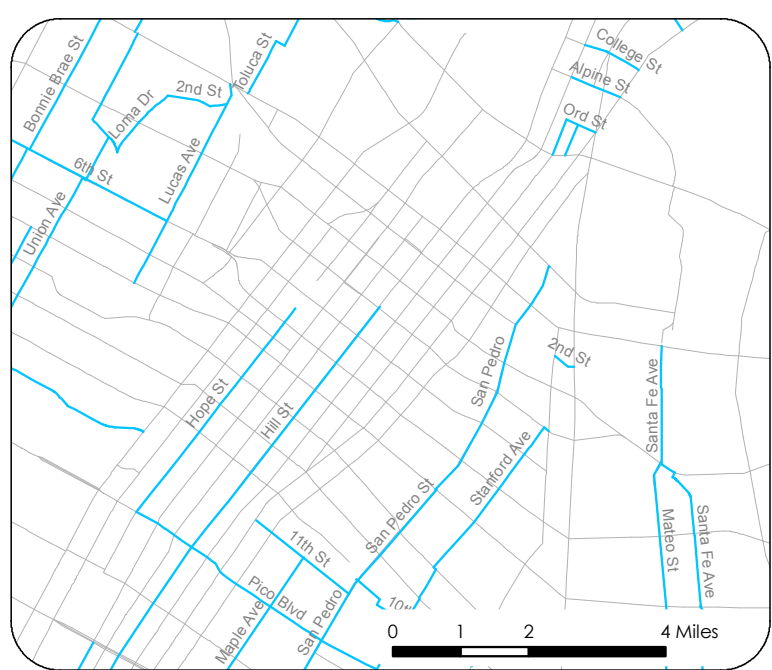 College St
Toluca St
Bonnie Brae St
Alpine St
2nd St
Loma Dr
Ord St
6th St
Lucas Ave
Union Ave
2nd St
San Pedro
Santa Fe Ave
Hope St
Hill St
Stanford Ave
San Pedro St
Mateo St
Santa Fe Ave
11th St
Pico Blvd
10th
Maple Ave
San Pedro
0 1 2 4 Miles